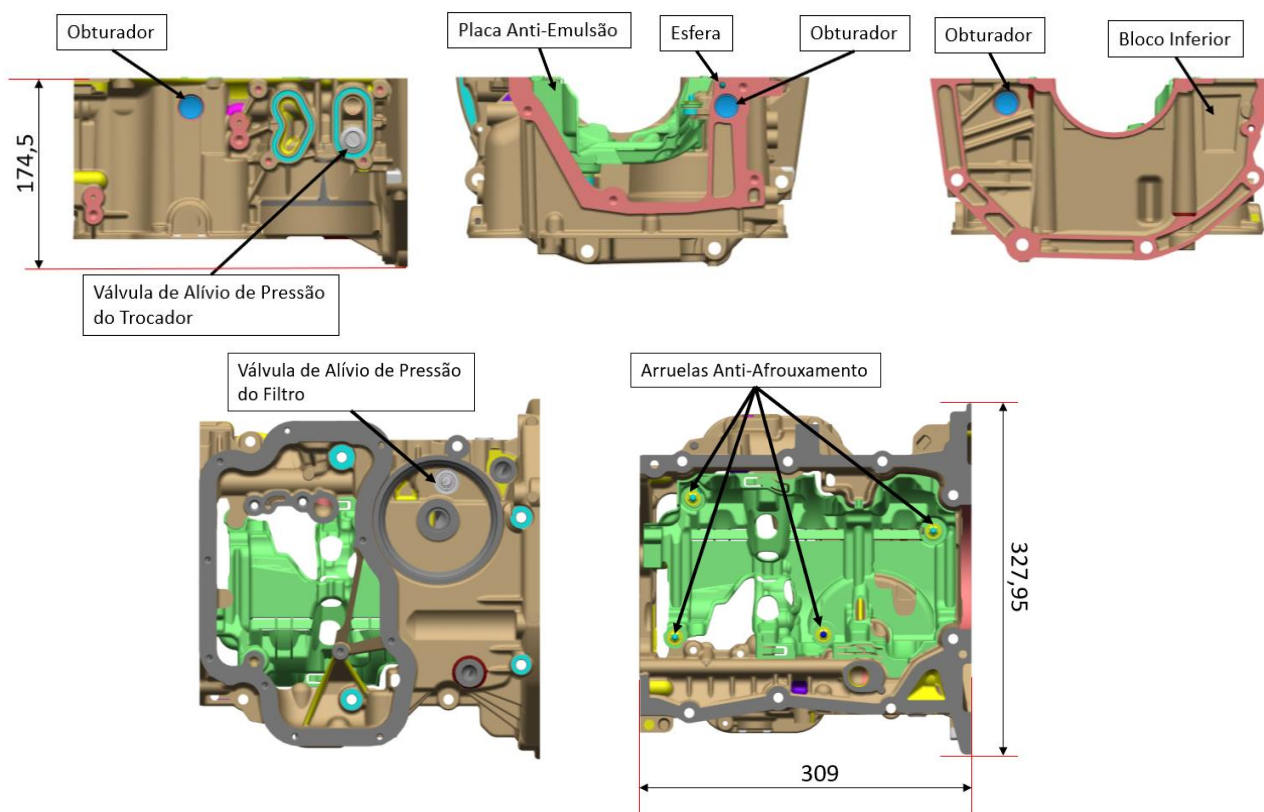 Obturador
Placa Anti-Emulsão
Esfera
Obturador
Obturador
Bloco Inferior
174,5
Válvula de Alívio de Pressão
do Trocador
Válvula de Alívio de Pressão
do Filtro
Arruelas Anti-Afrouxamento
327,95
309